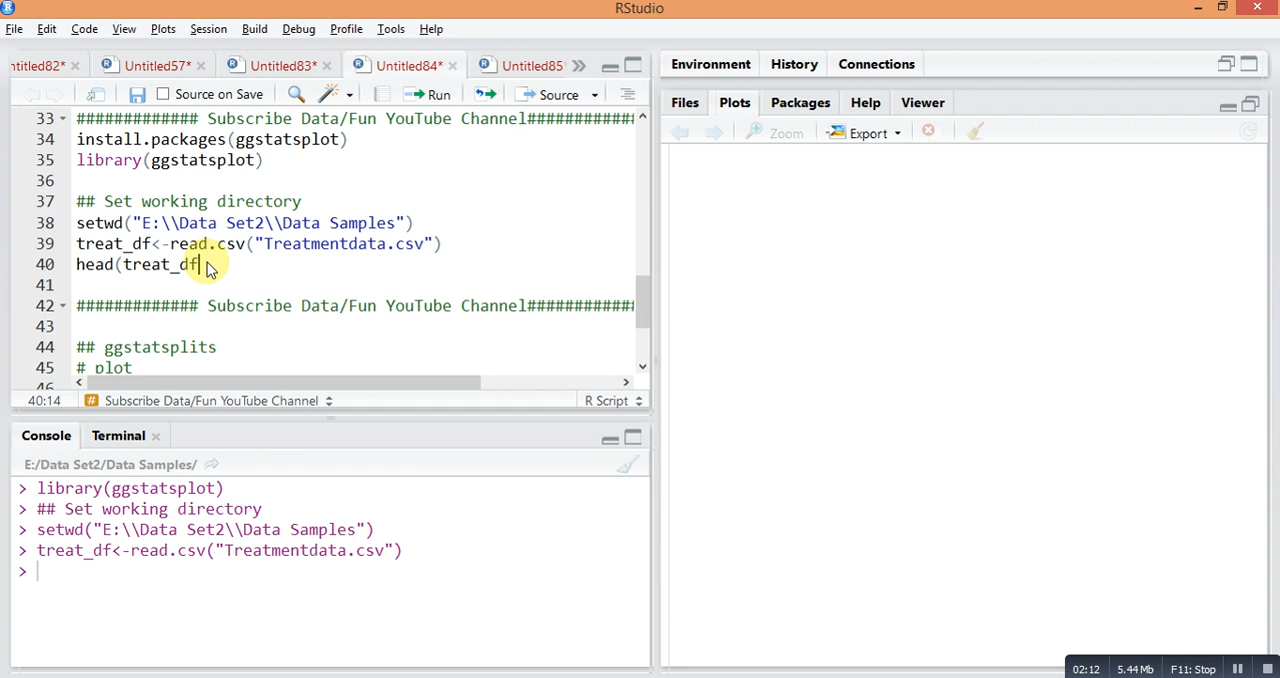 RStudio
File Edit Code View Plots Session Build Debug Profile Tools Help
ntitled82* Untitled57* Untitled83* Untitled84* Untitled85
Source on Save Run Source
33 ############# Subscribe Data/Fun YouTube Channel############
34 install.packages(ggstatsplot)
35 library(ggstatsplot)
36
37 ## Set working directory
38 setwd("E:\\Data Set2\\Data Samples")
39 treat_df<-read.csv("Treatmentdata.csv")
40 head(treat_df
41
42 ############# Subscribe Data/Fun YouTube Channel############
43
44 ## ggstatsplits
45 # plot
46
40:14 # Subscribe Data/Fun YouTube Channel R Script
Console Terminal
E:/Data Set2/Data Samples/
> library(ggstatsplot)
> ## Set working directory
> setwd("E:\\Data Set2\\Data Samples")
> treat_df<-read.csv("Treatmentdata.csv")
>
Environment History Connections
Files Plots Packages Help Viewer
Zoom Export
02:12 5.44 Mb F11: Stop